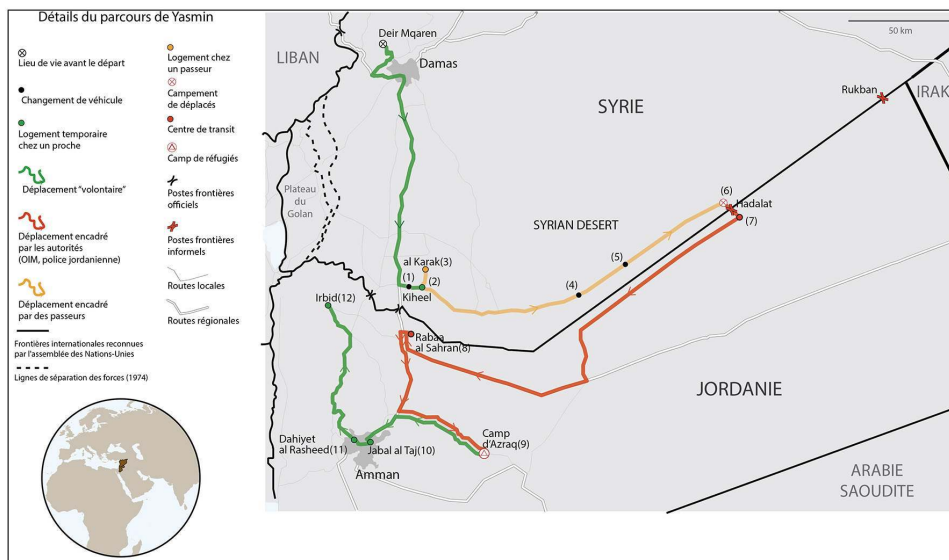 Détails du parcours de Yasmin
Lieu de vie avant le départ
Changement de véhicule
Logement temporaire
chez un proche
Déplacement "volontaire"
Déplacement encadré
par les autorités
(OIM, police jordanienne)
Déplacement encadré
par des passeurs
Frontières internationales reconnues
par l'assemblée des Nations-Unies
Lignes de séparation des forces (1974)
Logement chez
un passeur
Campement
de déplacés
Centre de transit
Camp de réfugiés
Postes frontières
officiels
Postes frontières
informels
Routes locales
Routes régionales
50 km
LIBAN
Deir Mqaren
Damas
SYRIE
Rukban
IRAK
Plateau
du
Golan
(6)
Hadalat
(7)
SYRIAN DESERT
al Karak(3)
(5)
(1)
(2)
Kiheel
(4)
Irbid(12)
Rabaa
al Sahran(8)
JORDANIE
Dahiyet
al Rasheed(11)
Jabal al Taj(10)
Camp
d'Azraq(9)
Amman
ARABIE
SAOUDITE